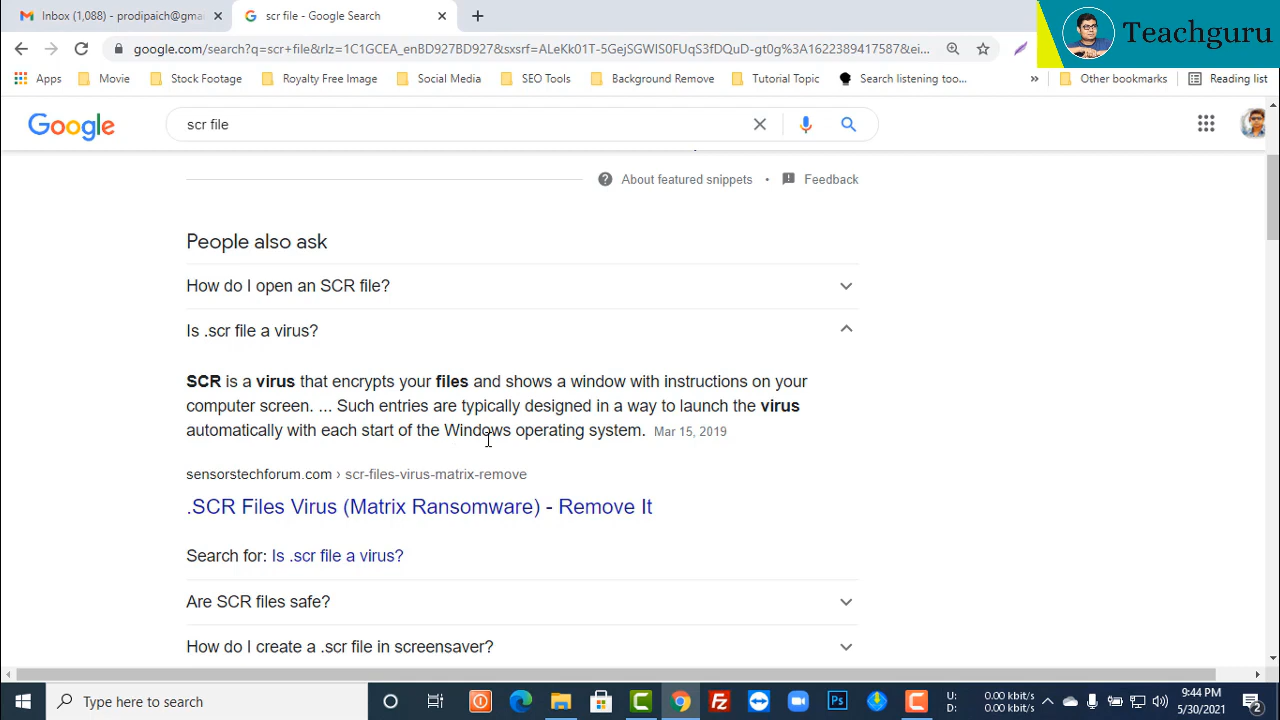 Inbox (1,088) - prodipaich@gma
scr file - Google Search
Teachguru
google.com/search?q=scr+file&rlz=1C1GCEA_enBD927BD927&sxsrf=ALeKk01T-5GejSGWIS0FUqS3fDQuD-gt0g%3A1622389417587&ei...
Apps
Movie
Stock Footage
Royalty Free Image
Social Media
SEO Tools
Background Remove
Tutorial Topic
Search listening too...
»
Other bookmarks
Reading list
Google
scr file
About featured snippets • Feedback
People also ask
How do I open an SCR file?
Is .scr file a virus?
SCR is a virus that encrypts your files and shows a window with instructions on your
computer screen. ... Such entries are typically designed in a way to launch the virus
automatically with each start of the Windows operating system. Mar 15, 2019
sensorstechforum.com › scr-files-virus-matrix-remove
.SCR Files Virus (Matrix Ransomware) - Remove It
Search for: Is .scr file a virus?
Are SCR files safe?
How do I create a .scr file in screensaver?
Type here to search
Ps
U: 0.00 kbit/s
D: 0.00 kbit/s
9:44 PM
5/30/2021
2